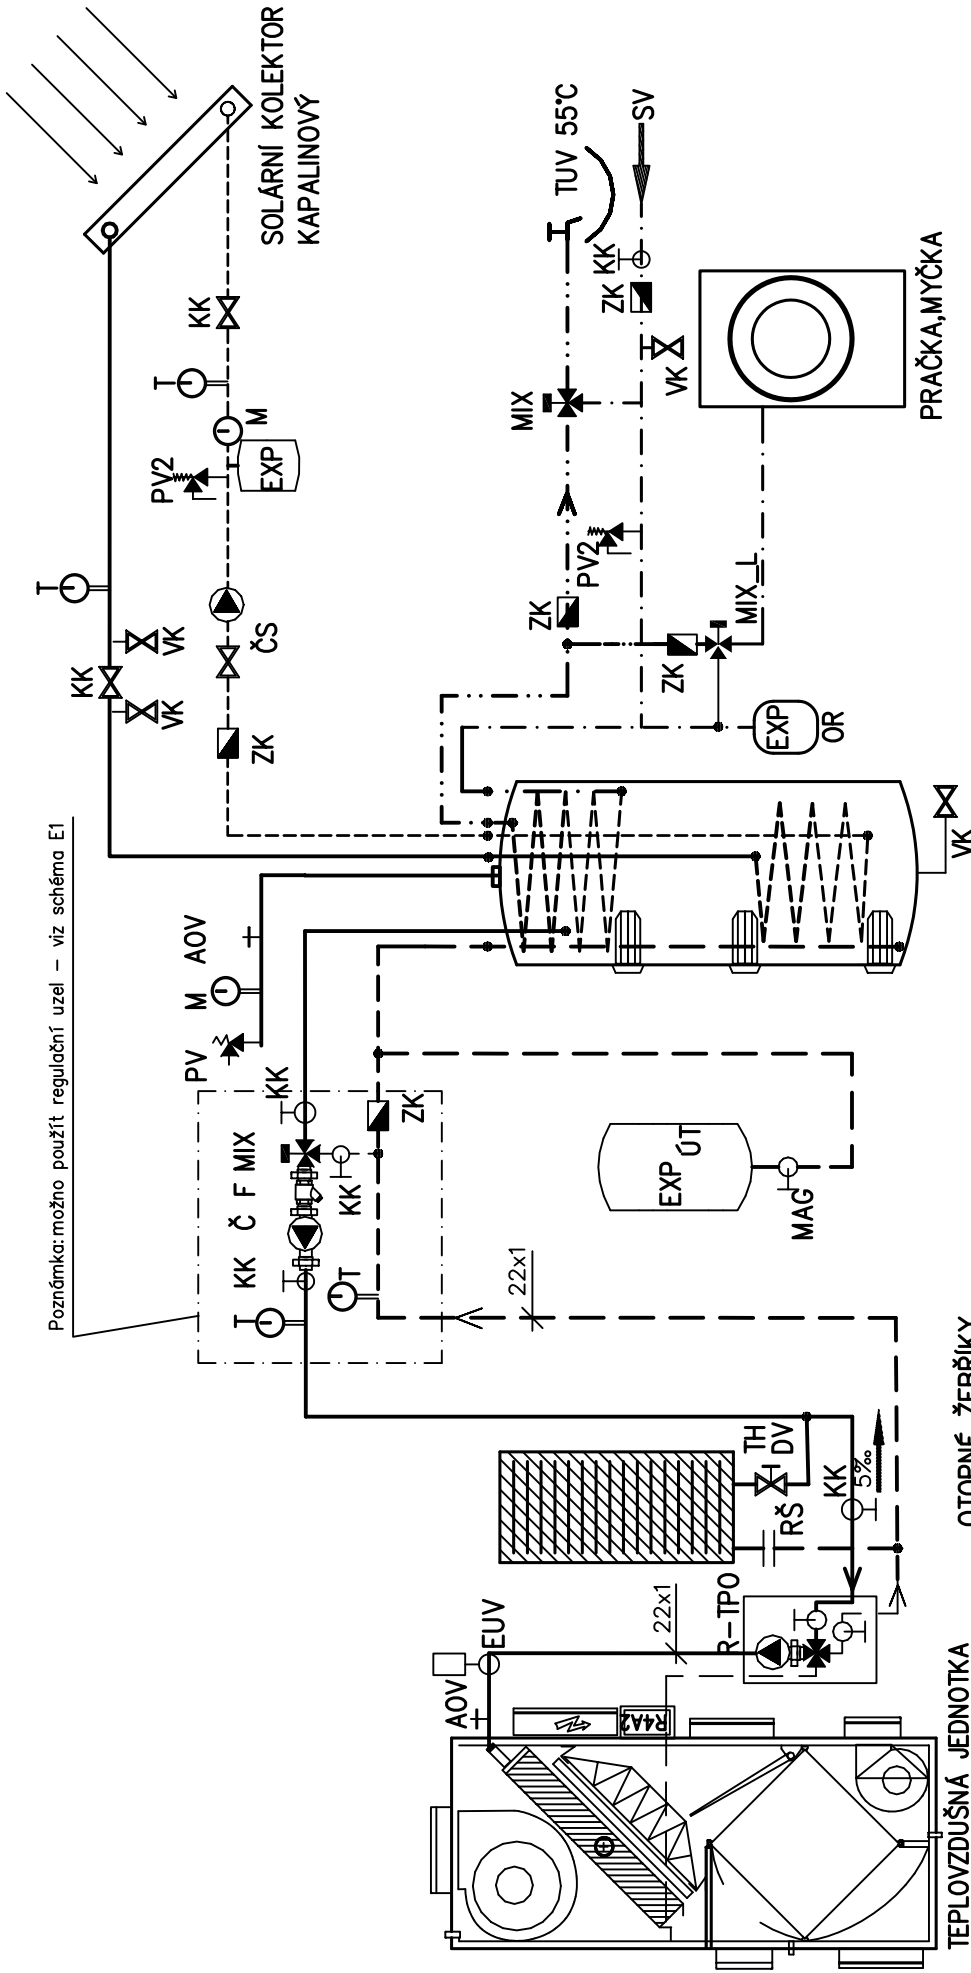 SOLÁRNÍ KOLEKTOR
KAPALINOVÝ
KK
T
M
PV2
EXP
T
KK
VK
VK
ČS
ZK
TUV 55°C
SV
KK
ZK
MIX
VK
PRAČKA,MYČKA
PV2
ZK
MIX_L
ZK
EXP
OR
VK
Poznámka:možno použít regulační uzel – viz schéma E1
AOV
M
PV
KK
ZK
MIX
F
Č
KK
KK
T
T
EXP ÚT
MAG
22x1
TH
DV
KK
5‰
RŠ
OTOPNÉ ŽEBŘÍKY
R-TPO
22x1
EUV
AOV
R4A2
TEPLOVZDUŠNÁ JEDNOTKA